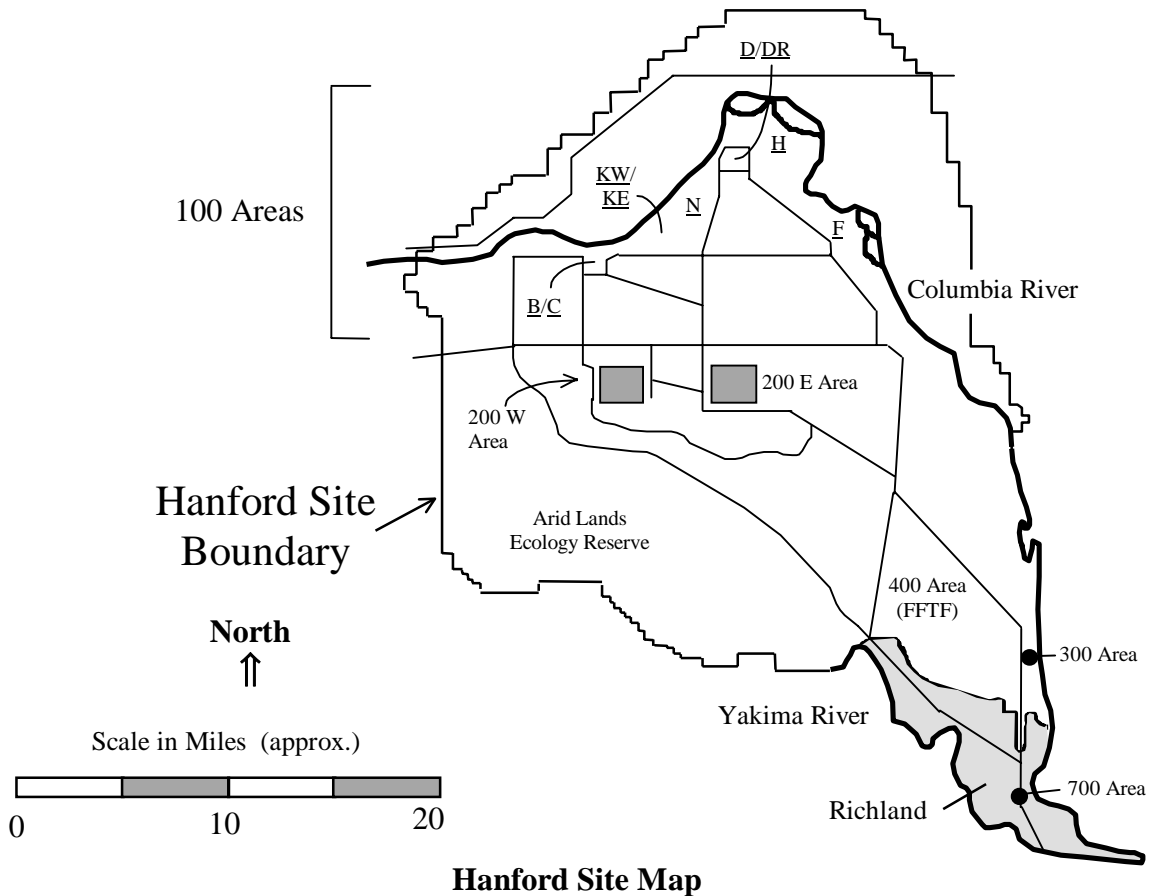 D/DR
H
100 Areas
KW/
KE
N
F
Columbia River
B/C
200 E Area
200 W
Area
Hanford Site
Boundary
Arid Lands
Ecology Reserve
400 Area
(FFTF)
North
300 Area
Yakima River
Scale in Miles (approx.)
0
10
20
Richland
700 Area
Hanford Site Map